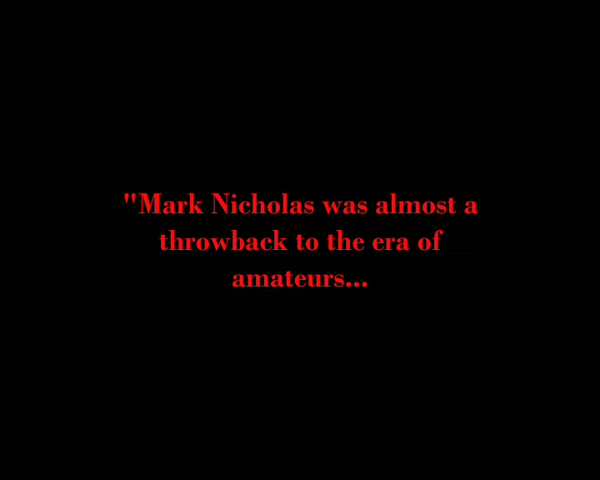 "Mark Nicholas was almost a
throwback to the era of
amateurs...